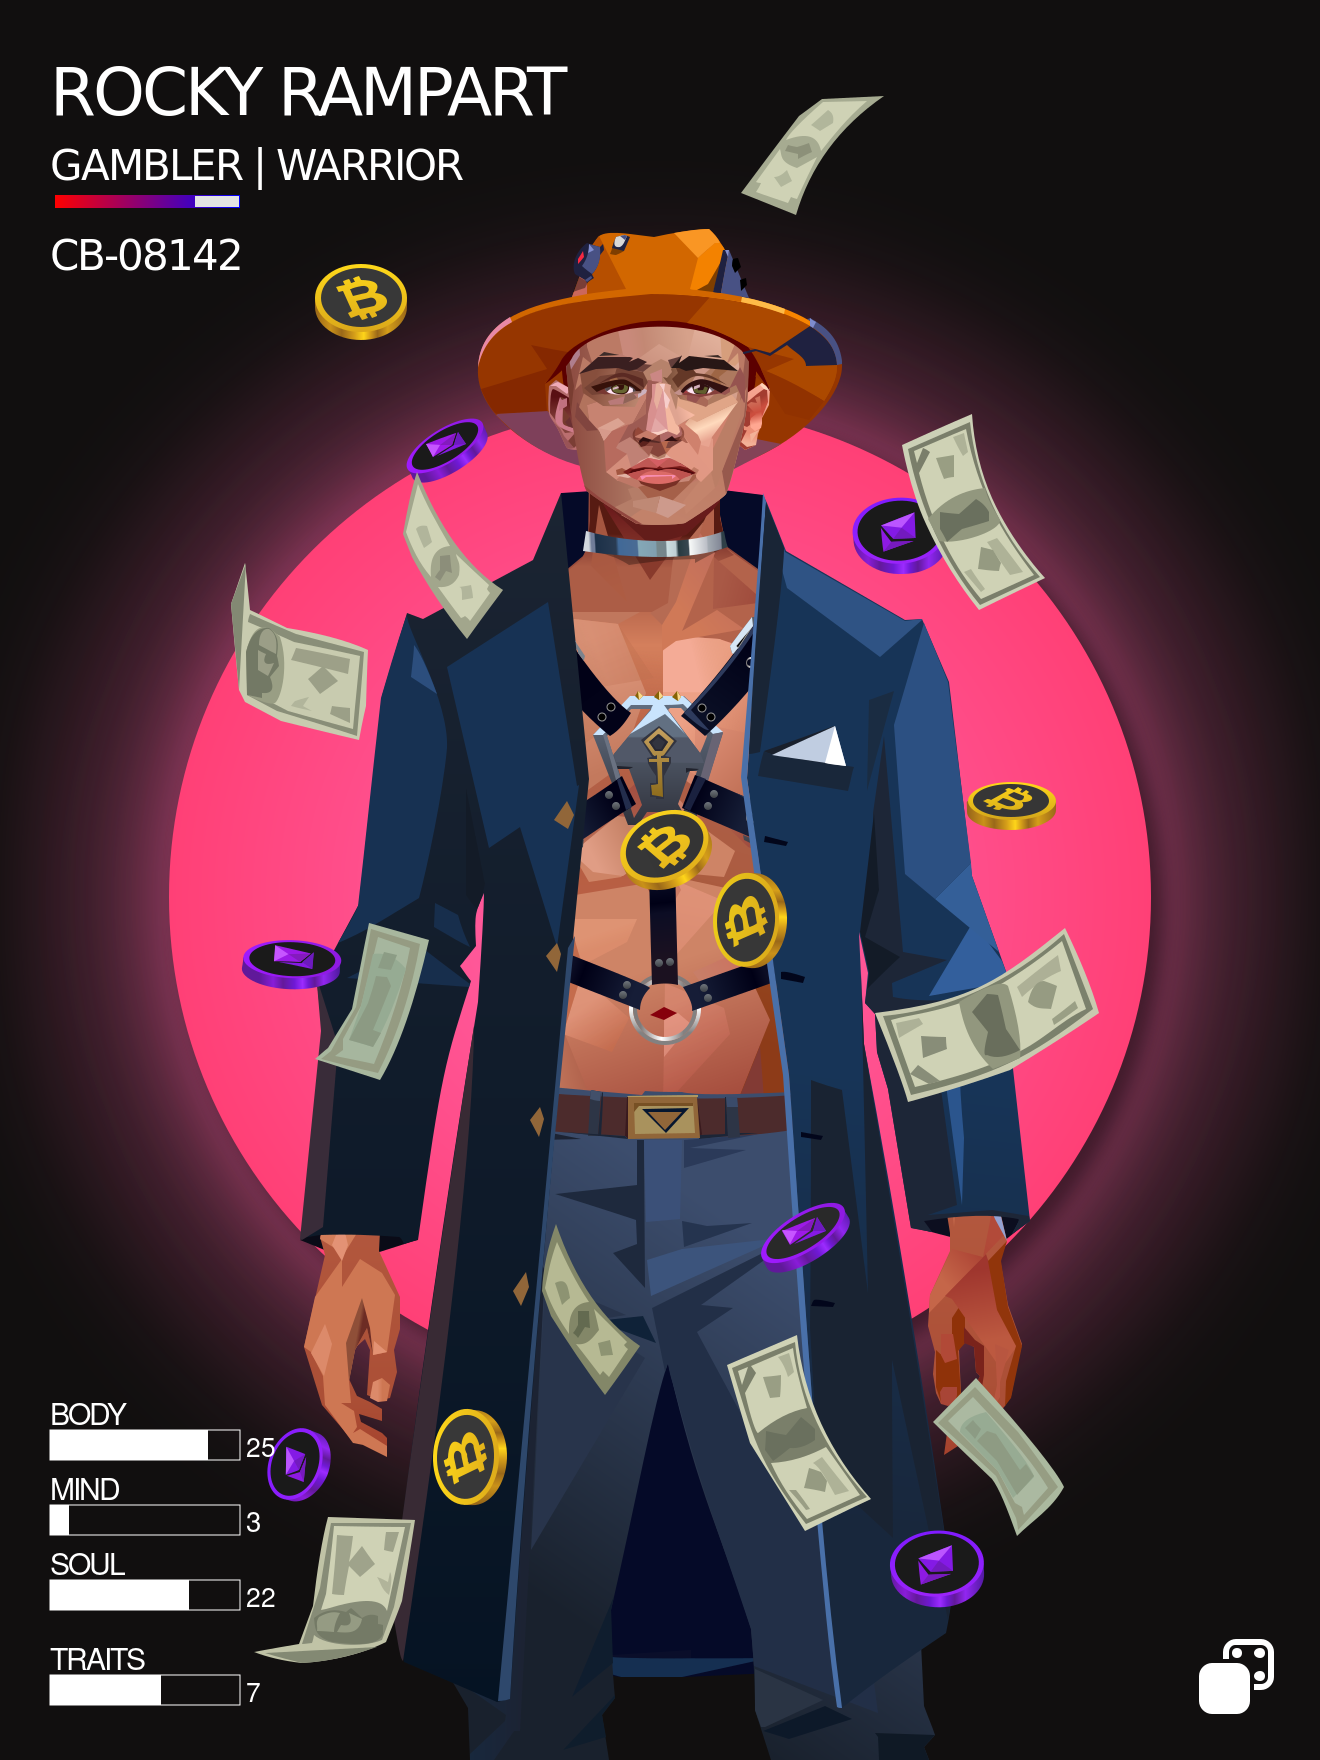 ROCKY RAMPART
GAMBLER | WARRIOR
CB-08142
BODY
25
MIND
3
SOUL
22
TRAITS
7